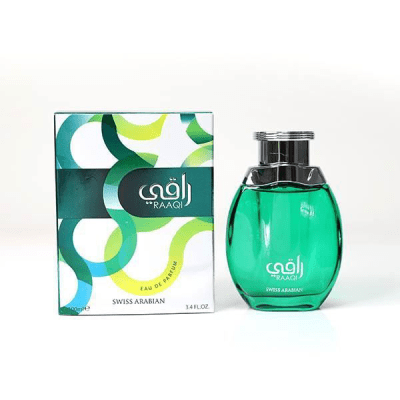 راقي
RAAQI
EAU DE PARFUM
SWISS ARABIAN
3.4 FL.OZ.
راقي
RAAQI
SWISS ARABIAN